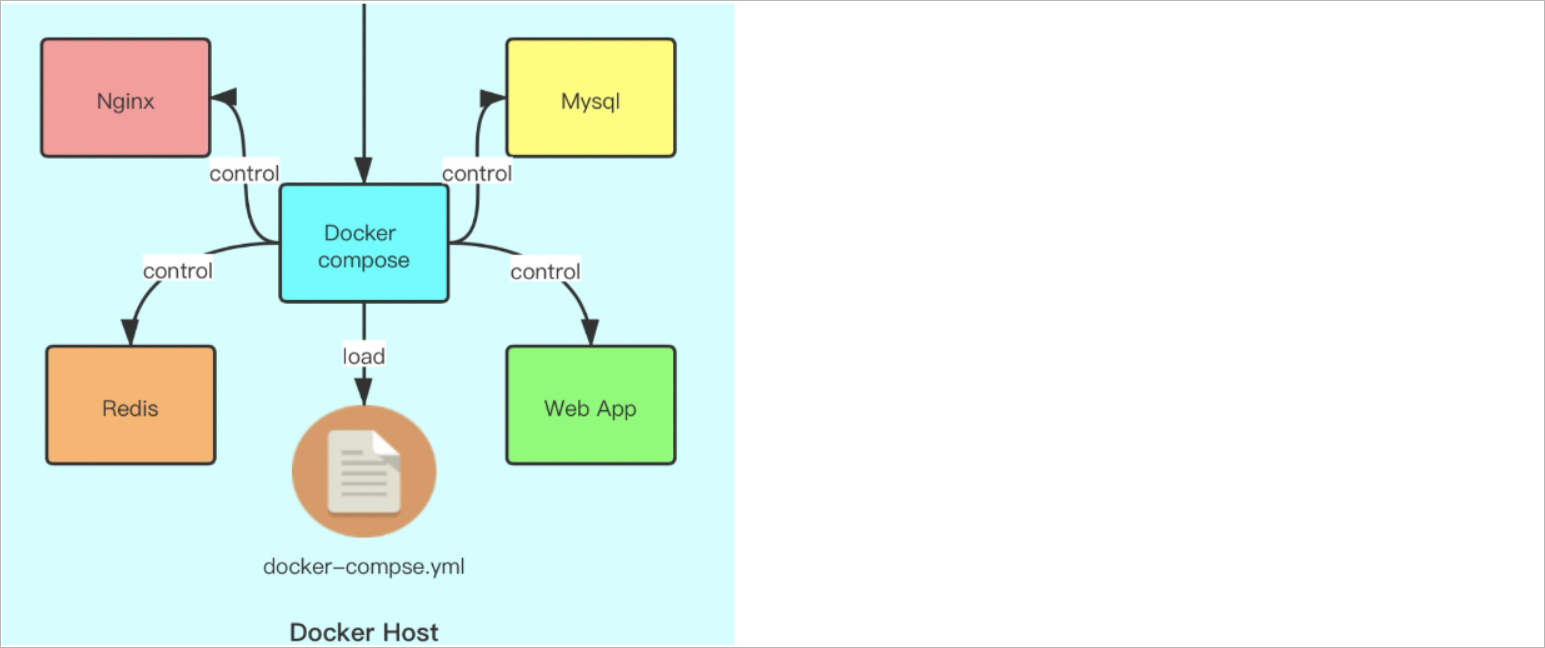 Nginx
Mysql
control
control
Docker
compose
control
control
load
Redis
Web App
docker-compse.yml
Docker Host